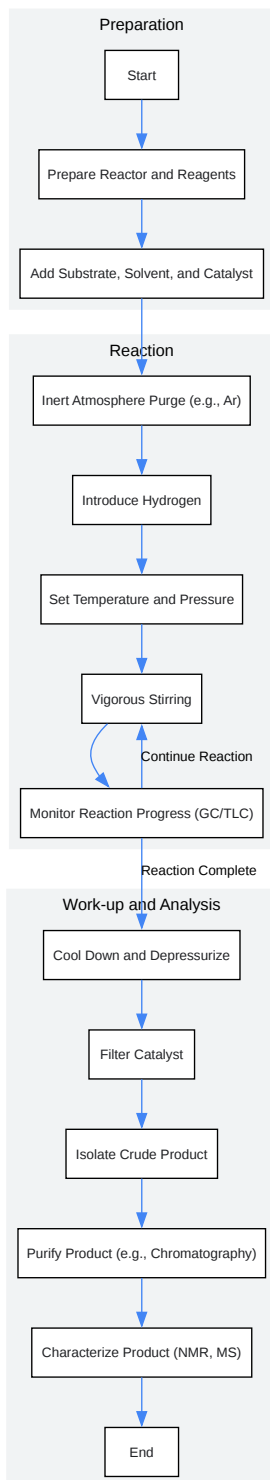 Preparation
Start
Prepare Reactor and Reagents
Add Substrate, Solvent, and Catalyst
Reaction
Inert Atmosphere Purge (e.g., Ar)
Introduce Hydrogen
Set Temperature and Pressure
Vigorous Stirring
Continue Reaction
Monitor Reaction Progress (GC/TLC)
Reaction Complete
Work-up and Analysis
Cool Down and Depressurize
Filter Catalyst
Isolate Crude Product
Purify Product (e.g., Chromatography)
Characterize Product (NMR, MS)
End